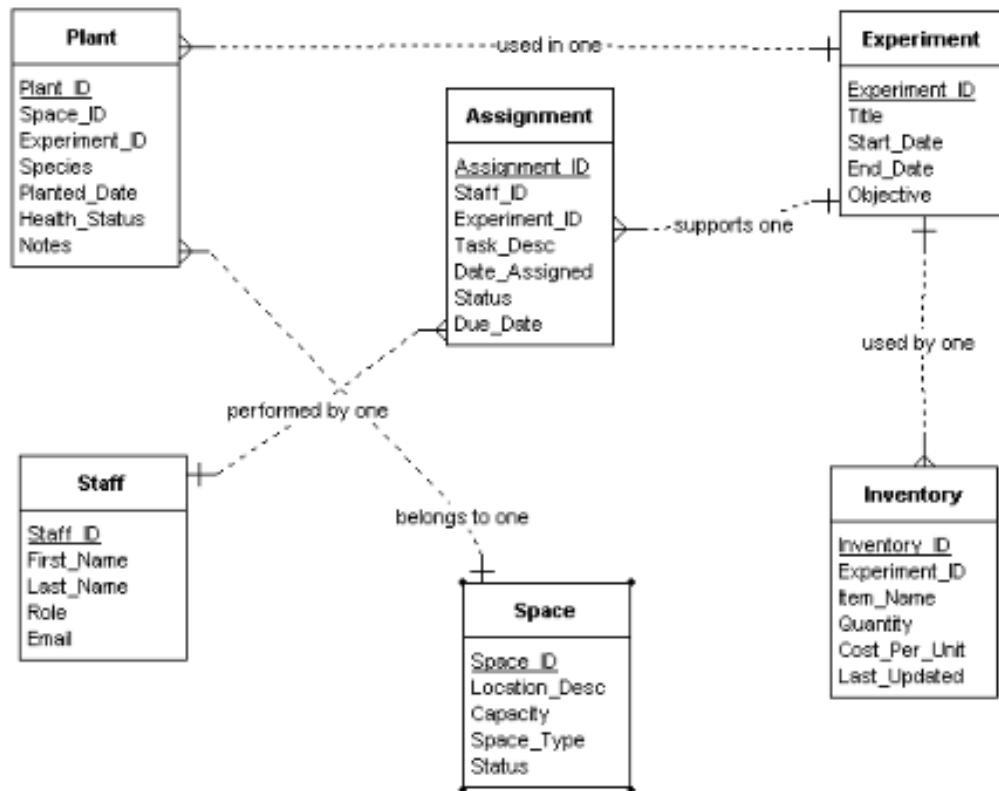 Plant
Plant_ID
Space_ID
Experiment_ID
Species
Planted_Date
Health_Status
Notes
used in one
Experiment
Experiment_ID
Title
Start_Date
End_Date
Objective
Assignment
Assignment_ID
Staff_ID
Experiment_ID
Task_Desc
Date_Assigned
Status
Due_Date
supports one
used by one
performed by one
Staff
Staff_ID
First_Name
Last_Name
Role
Email
belongs to one
Space
Space_ID
Location_Desc
Capacity
Space_Type
Status
Inventory
Inventory_ID
Experiment_ID
Item_Name
Quantity
Cost_Per_Unit
Last_Updated